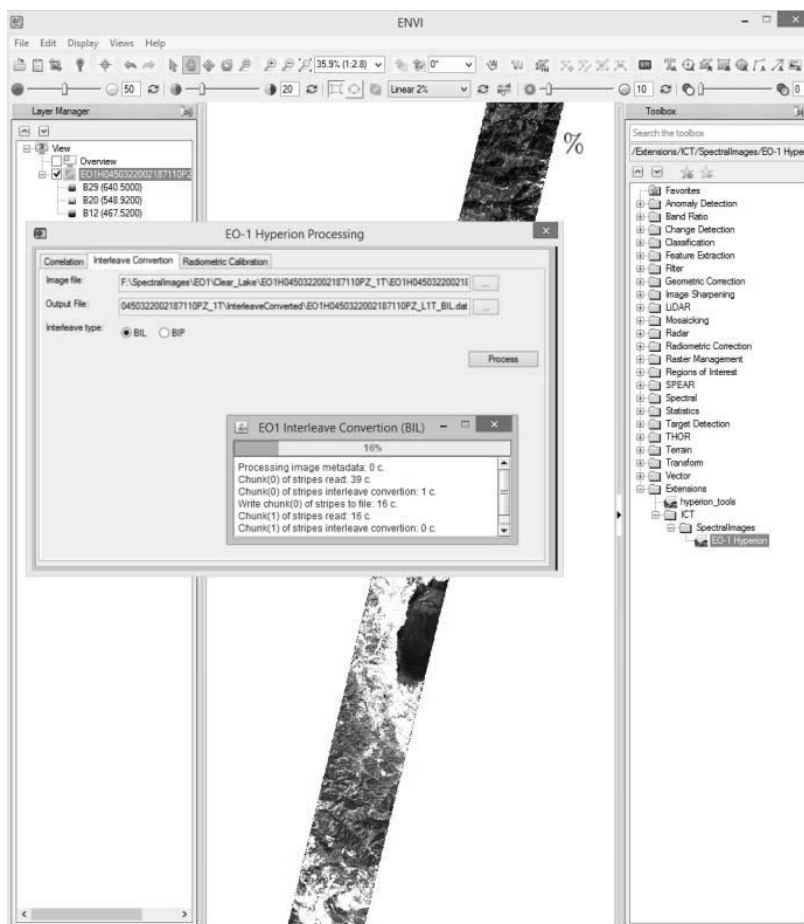 ENVI
File Edit Display Views Help
35.9% (1:2.8) 0°
50 20 Linear 2% 10 0
Layer Manager
View
Overview
EO1H0450322002187110PZ
B29 (640.5000)
B20 (548.9200)
B12 (467.5200)
%
EO-1 Hyperion Processing
Correlation Interleave Convertion Radiometric Calibration
Image file: F:\SpectralImages\EO1\Clear_Lake\EO1H0450322002187110PZ_1T\EO1H04503220021
Output File: 0450322002187110PZ_1T\InterleaveConverted\EO1H0450322002187110PZ_L1T_BIL.dat
Interleave type: BIL BIP
Process
EO1 Interleave Convertion (BIL)
16%
Processing image metadata: 0 c.
Chunk(0) of stripes read: 39 c.
Chunk(0) of stripes interleave convertion: 1 c.
Write chunk(0) of stripes to file: 16 c.
Chunk(1) of stripes read: 16 c.
Chunk(1) of stripes interleave convertion: 0 c.
Toolbox
Search the toolbox
/Extensions/ICT/SpectralImages/EO-1 Hype
Favorites
Anomaly Detection
Band Ratio
Change Detection
Classification
Feature Extraction
Filter
Geometric Correction
Image Sharpening
LiDAR
Mosaicking
Radar
Radiometric Correction
Raster Management
Regions of Interest
SPEAR
Spectral
Statistics
Target Detection
THOR
Terrain
Transform
Vector
Extensions
hyperion_tools
ICT
SpectralImages
EO-1 Hyperion